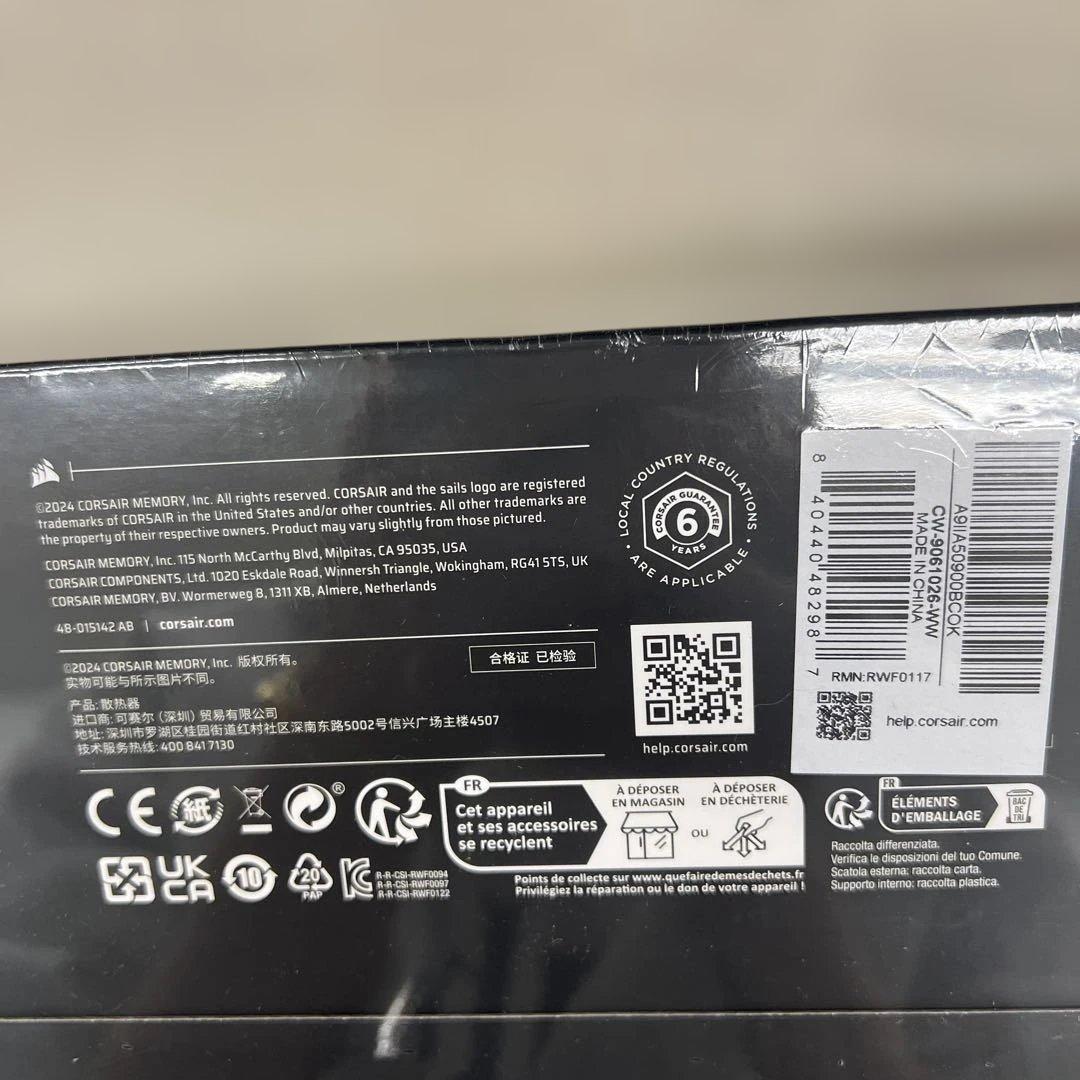 ©2024 CORSAIR MEMORY, Inc. All rights reserved. CORSAIR and the sails logo are registered
trademarks of CORSAIR in the United States and/or other countries. All other trademarks are
the property of their respective owners. Product may vary slightly from those pictured.
CORSAIR MEMORY, Inc. 115 North McCarthy Blvd, Milpitas, CA 95035, USA
CORSAIR COMPONENTS, Ltd. 1020 Eskdale Road, Winnersh Triangle, Wokingham, RG41 5TS, UK
CORSAIR MEMORY, BV. Wormerweg 8, 1311 XB, Almere, Netherlands
48-015142 AB | corsair.com
©2024 CORSAIR MEMORY, Inc. 版权所有。
实物可能与所示图片不同。
合格证 已检验
产品: 散热器
进口商: 可赛尔 (深圳) 贸易有限公司
地址: 深圳市罗湖区桂园街道红村社区深南东路5002号信兴广场主楼4507
技术服务热线: 400 841 7130
LOCAL COUNTRY REGULATIONS
• ARE APPLICABLE •
CORSAIR GUARANTEE
6
YEARS
help.corsair.com
8 40440 48298 7
A9IIA50900BCOK
CW-9061026-WW
MADE IN CHINA
RMN:RWF0117
help.corsair.com
CE
紙
®
UK
CA
10
20
PAP
R-R-CSI-RWF0094
R-R-CSI-RWF0097
R-R-CSI-RWF0122
FR
Cet appareil
et ses accessoires
se recyclent
À DÉPOSER
EN MAGASIN
OU
À DÉPOSER
EN DÉCHÈTERIE
Points de collecte sur www.quefairedemesdechets.fr
Privilégiez la réparation ou le don de votre appareil !
FR
ÉLÉMENTS
D'EMBALLAGE
BAC
DE
TRI
Raccolta differenziata.
Verifica le disposizioni del tuo Comune.
Scatola esterna: raccolta carta.
Supporto interno: raccolta plastica.